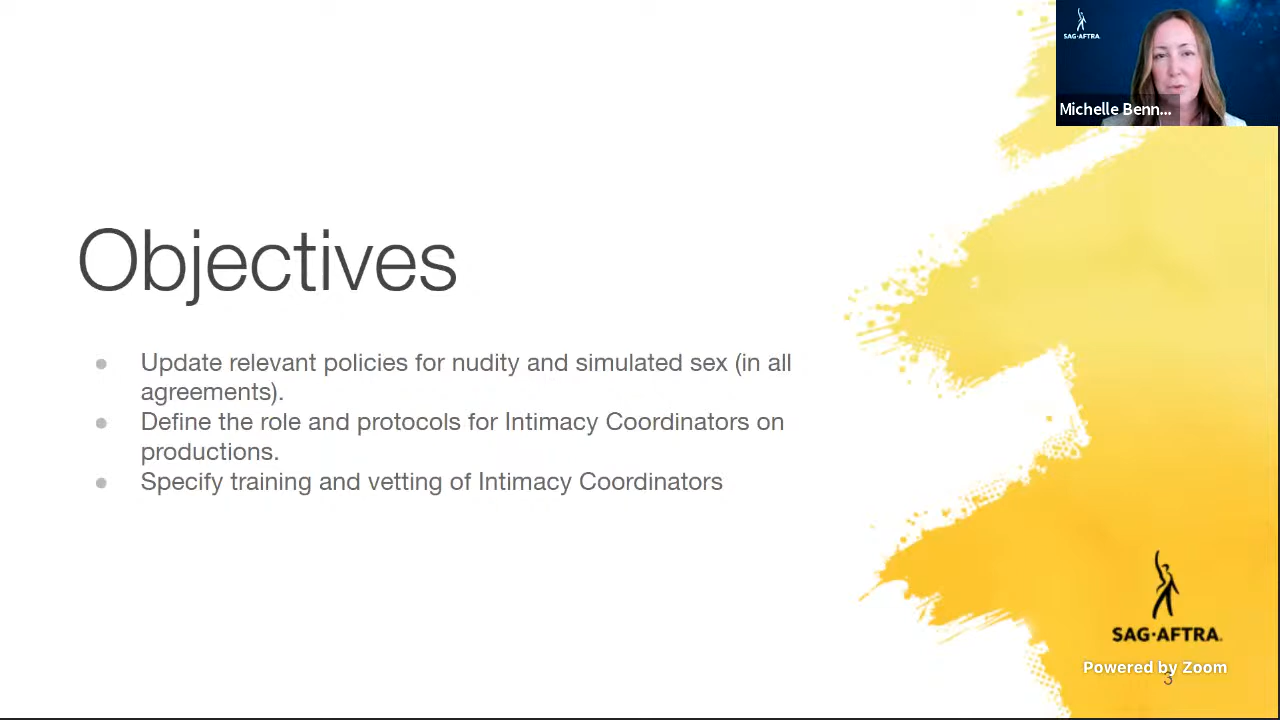 SAG·AFTRA.
Michelle Benn...
Objectives
● Update relevant policies for nudity and simulated sex (in all
agreements).
● Define the role and protocols for Intimacy Coordinators on
productions.
● Specify training and vetting of Intimacy Coordinators
SAG·AFTRA.
Powered by Zoom
3